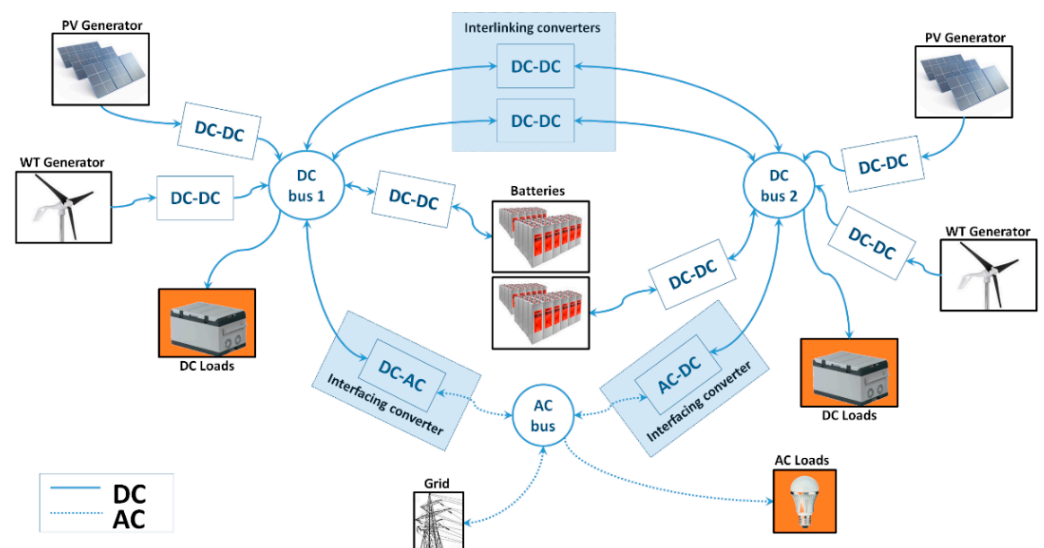 PV Generator
Interlinking converters
PV Generator
DC-DC
DC-DC
DC-DC
DC-DC
WT Generator
DC-DC
DC
bus 1
DC-DC
Batteries
DC
bus 2
DC-DC
WT Generator
DC-DC
DC Loads
DC-AC
Interfacing converter
AC-DC
Interfacing converter
DC Loads
AC
bus
Grid
AC Loads
DC
AC